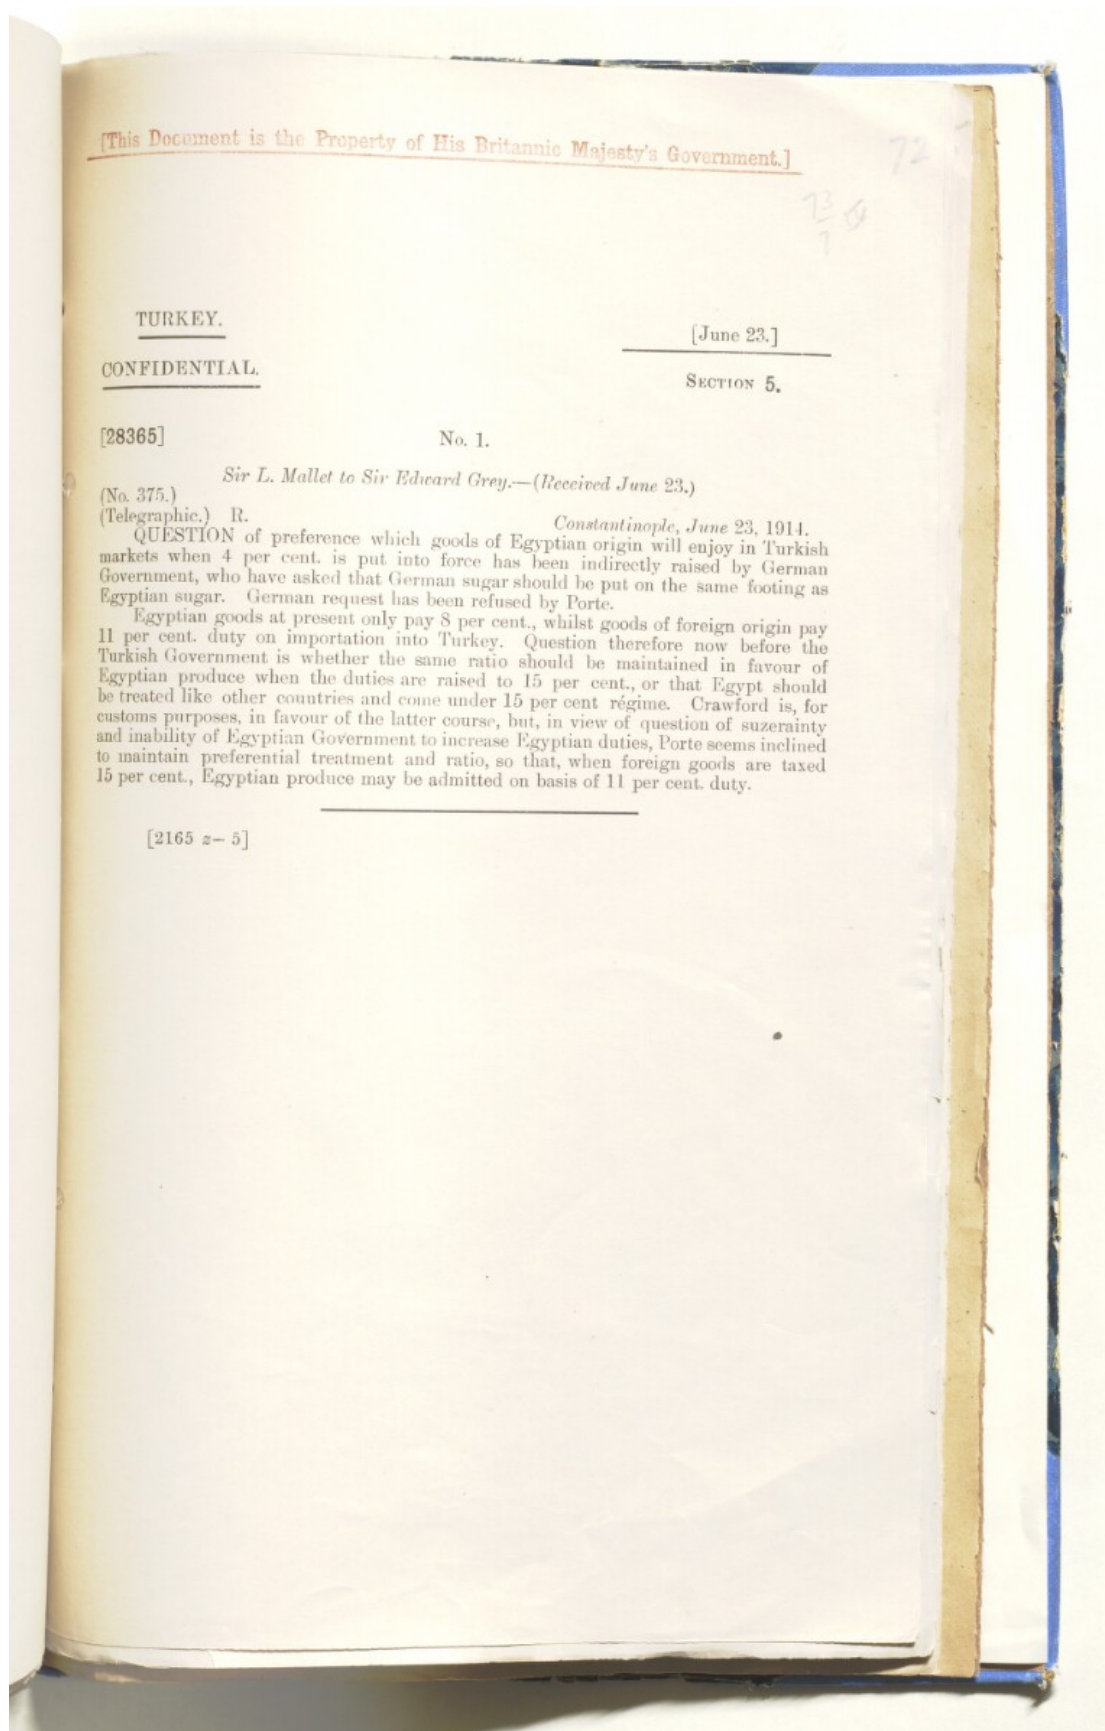 [This Document is the Property of His Britannic Majesty's Government.]
72
73
7
TURKEY.
[June 23.]
CONFIDENTIAL.
SECTION 5.
[28365]
No. 1.
Sir L. Mallet to Sir Edward Grey.—(Received June 23.)
(No. 375.)
(Telegraphic.) R.
Constantinople, June 23, 1914.
QUESTION of preference which goods of Egyptian origin will enjoy in Turkish
markets when 4 per cent. is put into force has been indirectly raised by German
Government, who have asked that German sugar should be put on the same footing as
Egyptian sugar. German request has been refused by Porte.
Egyptian goods at present only pay 8 per cent., whilst goods of foreign origin pay
11 per cent. duty on importation into Turkey. Question therefore now before the
Turkish Government is whether the same ratio should be maintained in favour of
Egyptian produce when the duties are raised to 15 per cent., or that Egypt should
be treated like other countries and come under 15 per cent régime. Crawford is, for
customs purposes, in favour of the latter course, but, in view of question of suzerainty
and inability of Egyptian Government to increase Egyptian duties, Porte seems inclined
to maintain preferential treatment and ratio, so that, when foreign goods are taxed
15 per cent., Egyptian produce may be admitted on basis of 11 per cent. duty.
[2165 z—5]